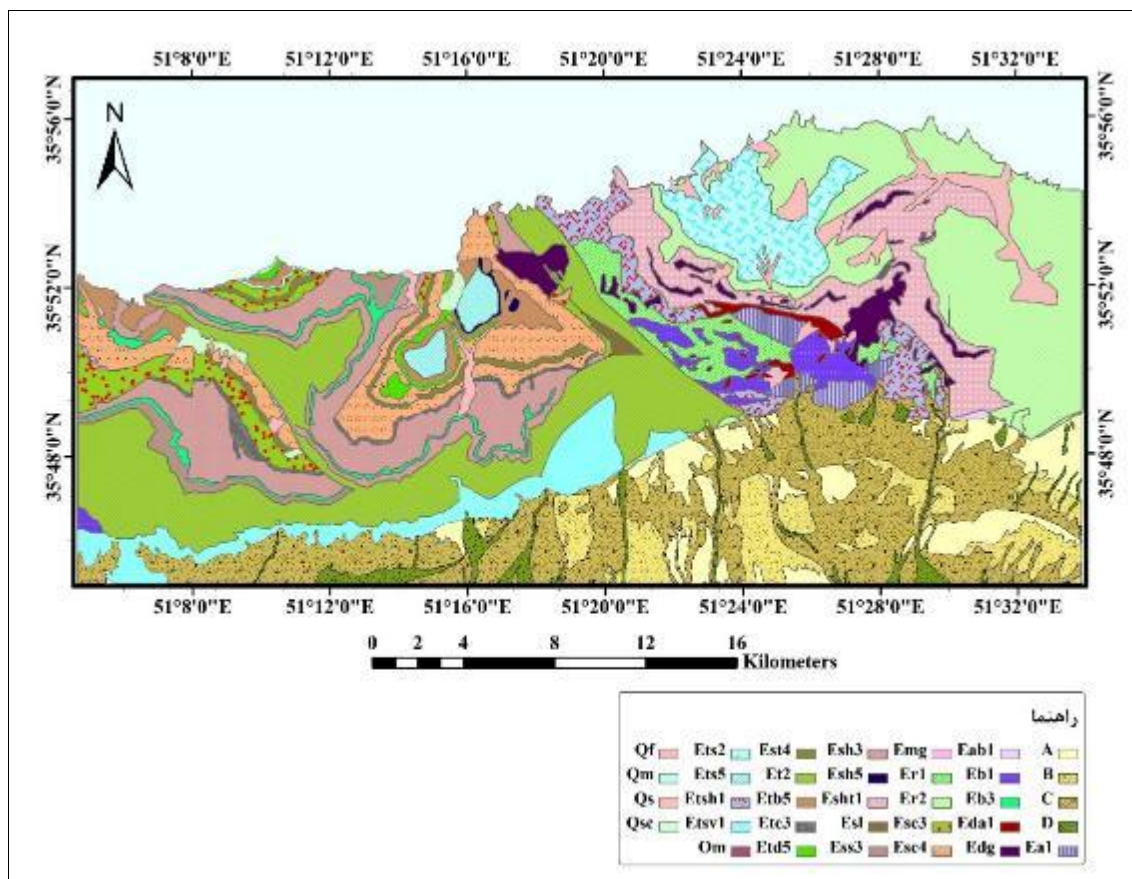 51°8'0"E 51°12'0"E 51°16'0"E 51°20'0"E 51°24'0"E 51°28'0"E 51°32'0"E
N
35°56'0"N 35°56'0"N
35°52'0"N 35°52'0"N
35°48'0"N 35°48'0"N
51°8'0"E 51°12'0"E 51°16'0"E 51°20'0"E 51°24'0"E 51°28'0"E 51°32'0"E
0 2 4 8 12 16
Kilometers
راهنما
Qf Ets2 Est4 Esh3 Emg Eab1 A
Qm Ets5 Et2 Esh5 Er1 Eb1 B
Qs Etsh1 Etb5 Esht1 Er2 Eb3 C
Qsc Etsv1 Etc3 Esl Esc3 Eda1 D
Om Etd5 Ess3 Esc4 Edg Ea1